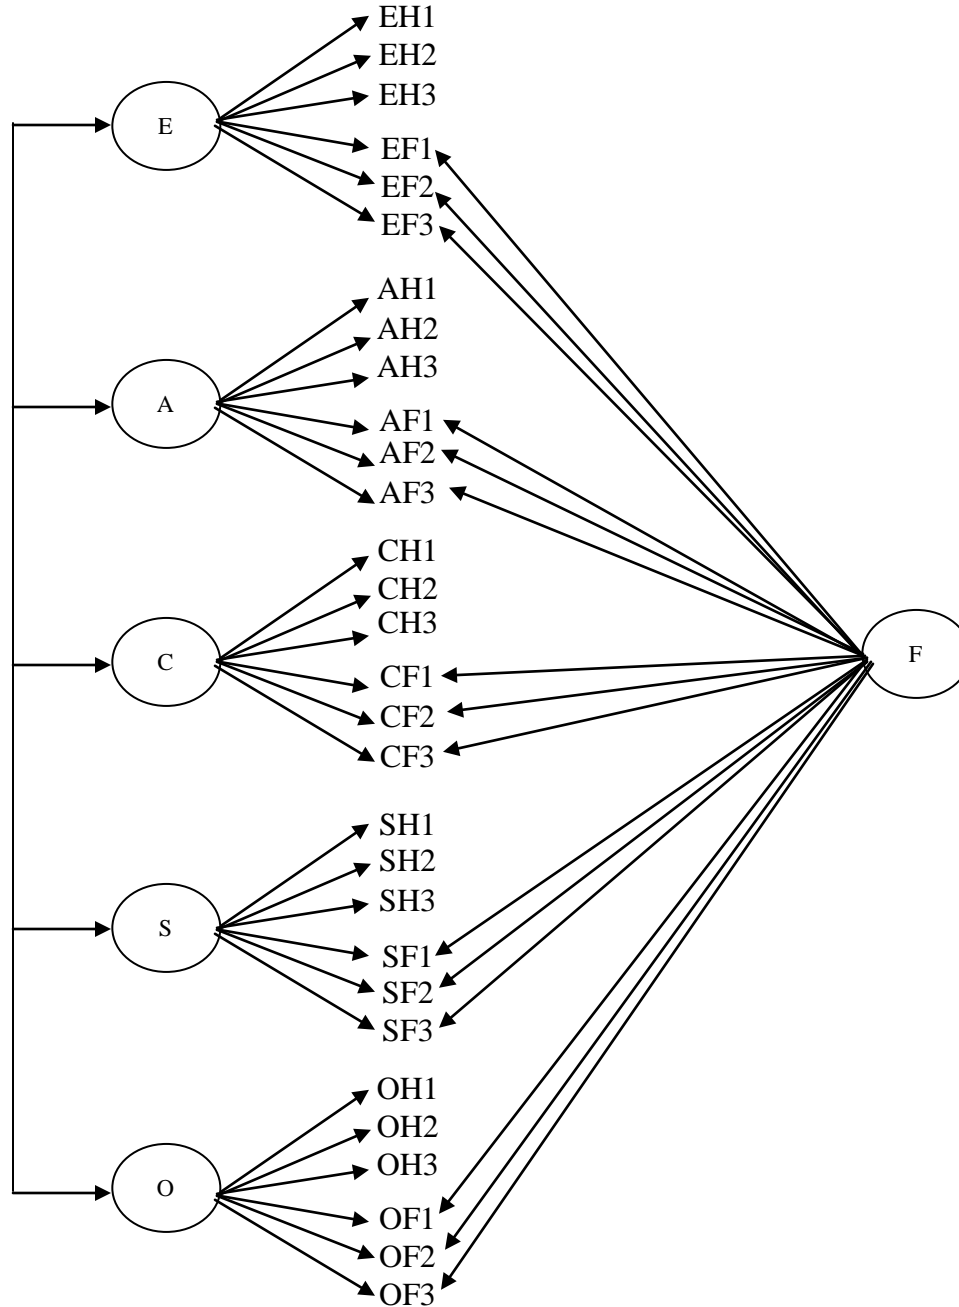 EH1
EH2
EH3
E
EF1
EF2
EF3
AH1
AH2
AH3
A
AF1
AF2
AF3
CH1
CH2
CH3
C
CF1
CF2
CF3
F
SH1
SH2
SH3
S
SF1
SF2
SF3
OH1
OH2
OH3
O
OF1
OF2
OF3